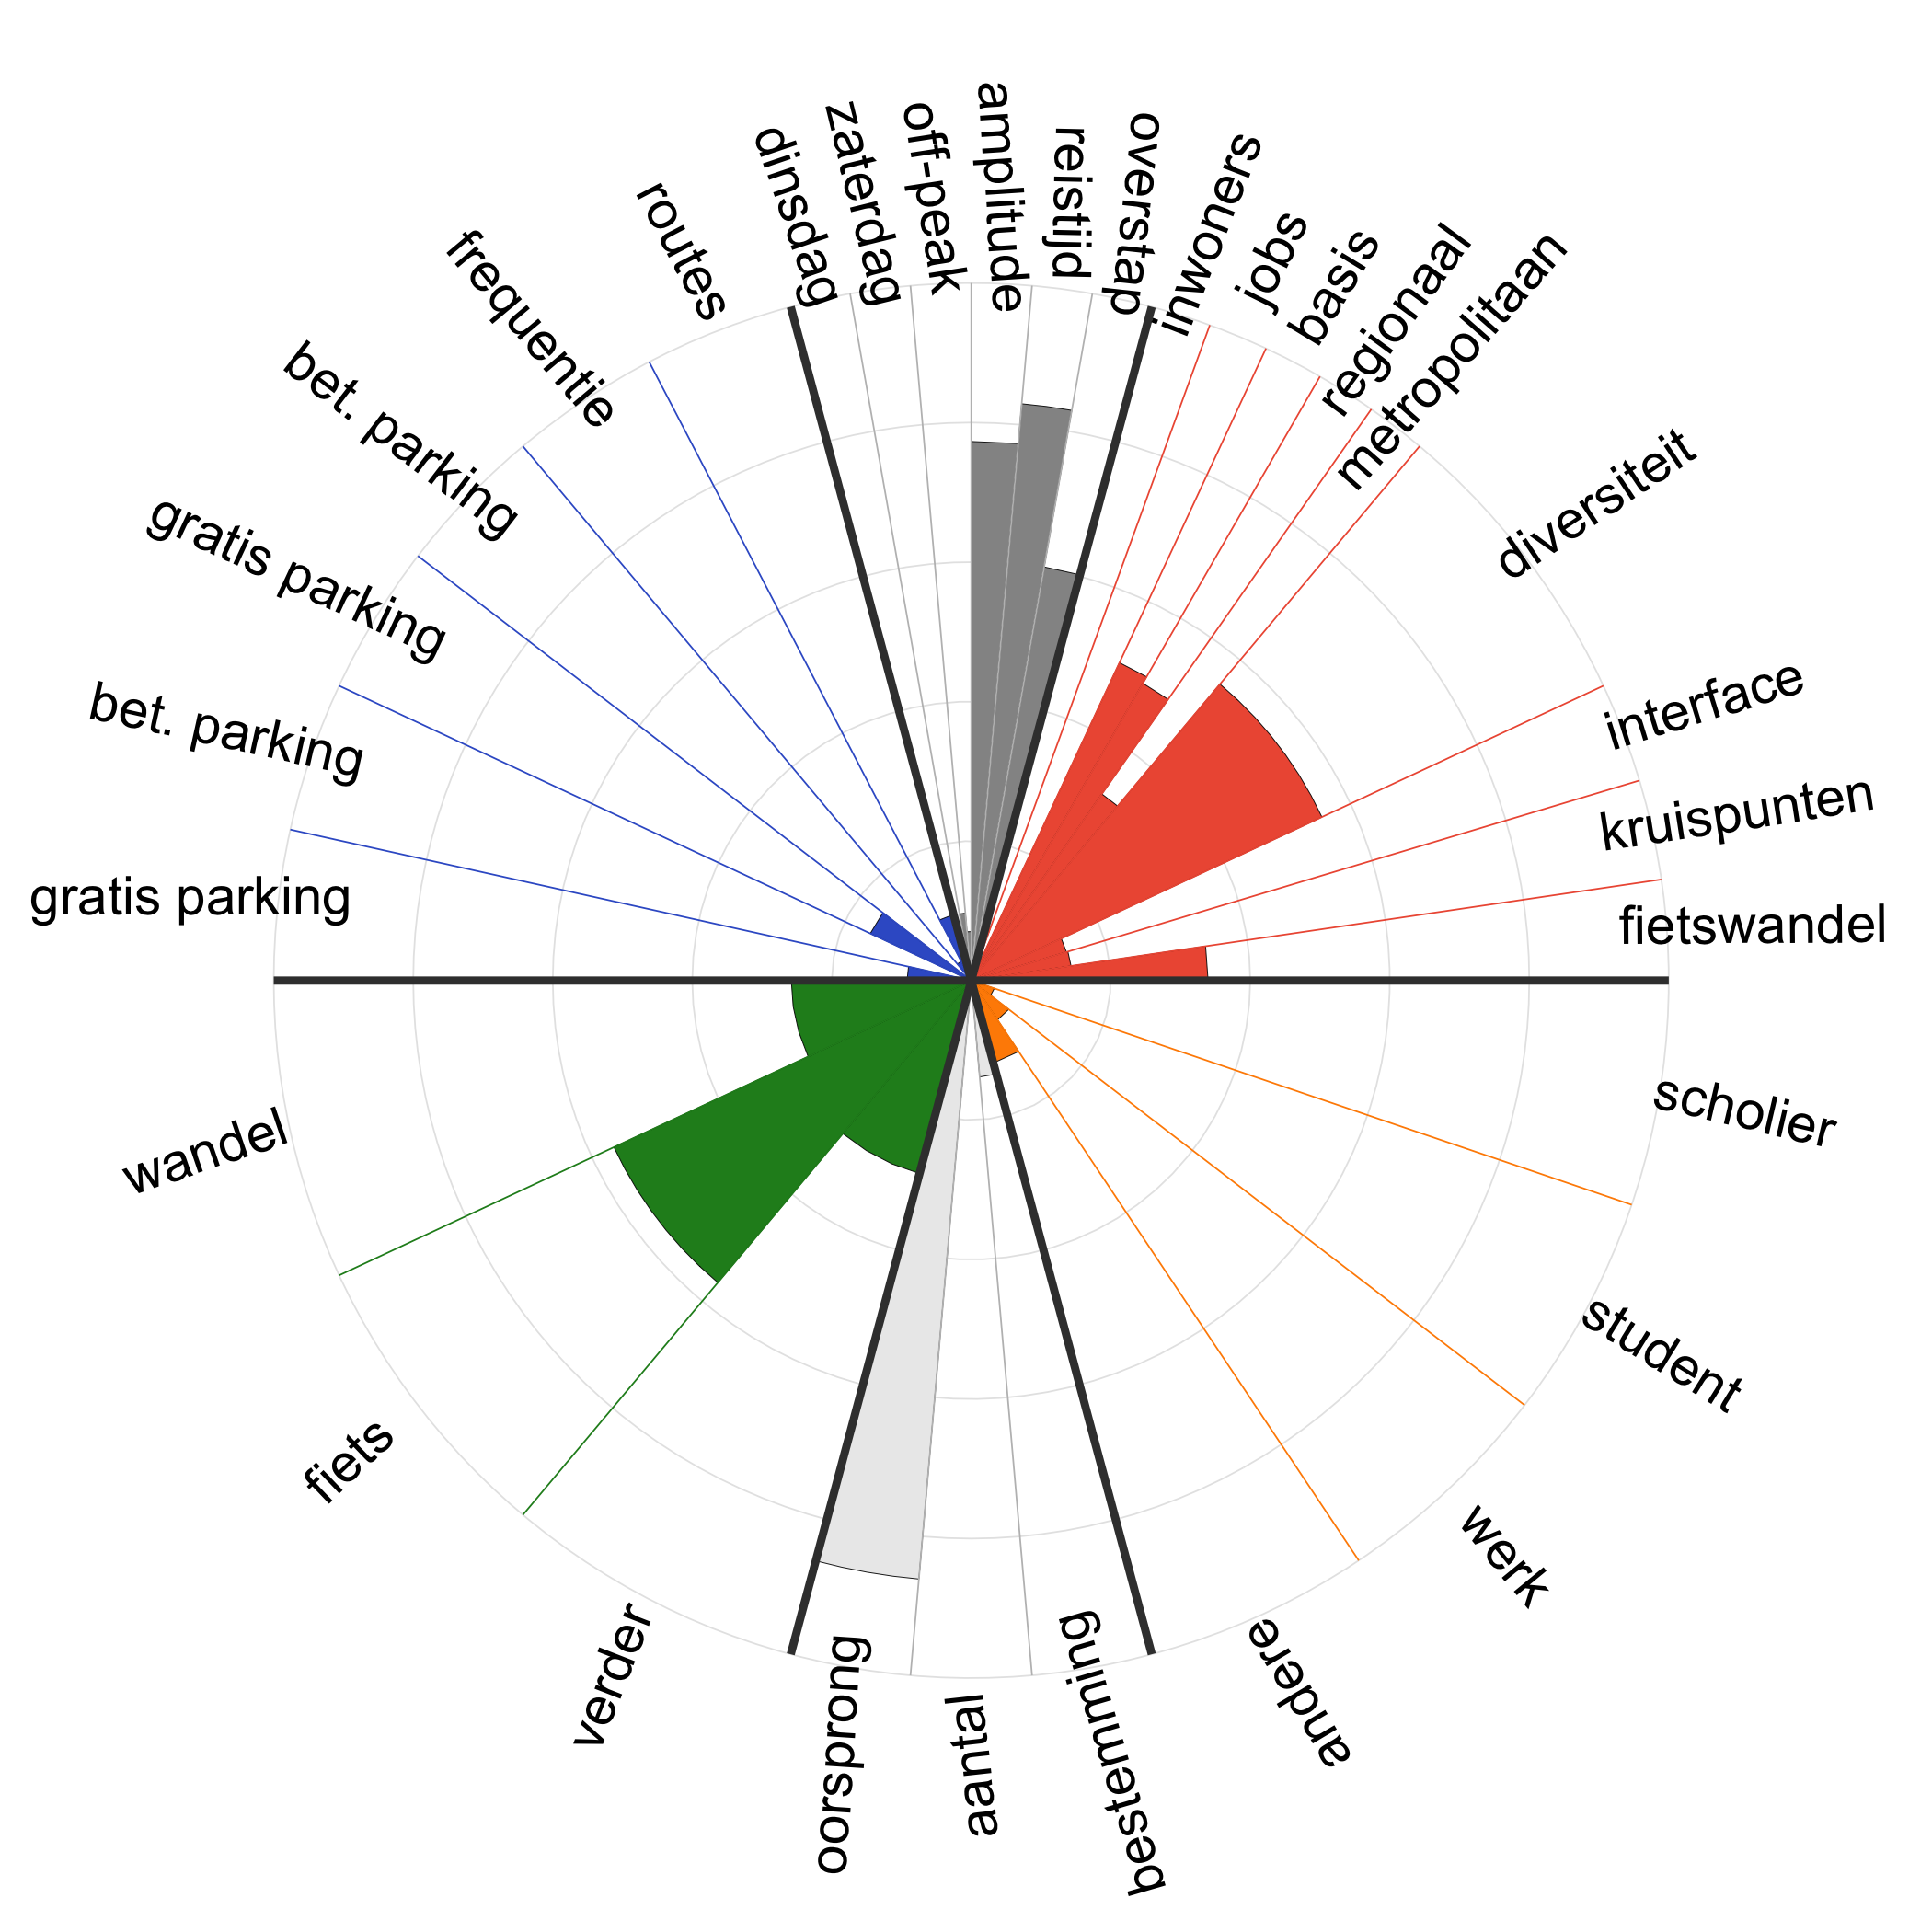 dinsdag
zaterdag
off-peak
amplitude
reistijd
overstap
inwoners
jobs
basis
regionaal
metropolitaan
diversiteit
interface
kruispunten
fietswandel
scholier
student
werk
andere
bestemming
aantal
oorsprong
verder
fiets
wandel
gratis parking
bet. parking
gratis parking
bet. parking
frequentie
routes